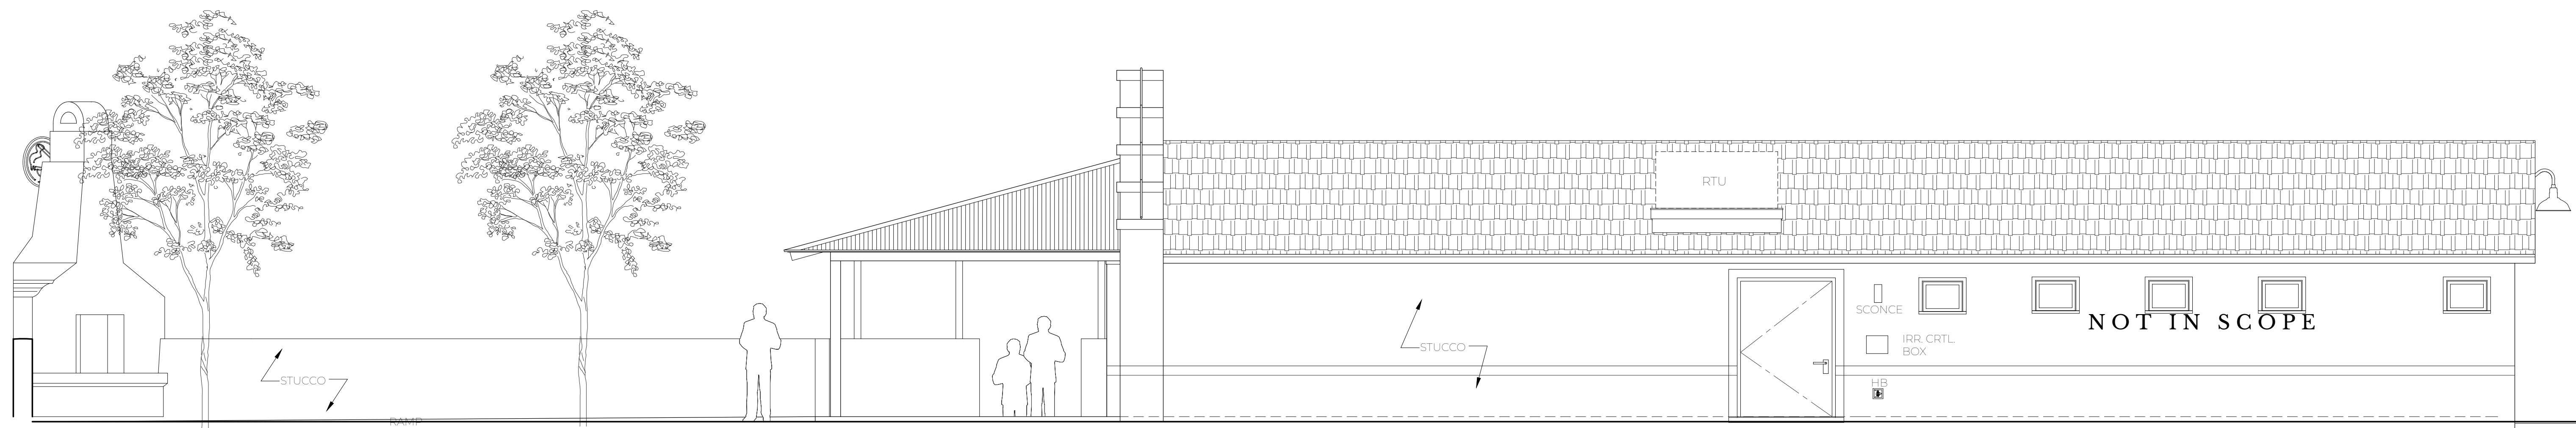 RTU
SCONCE
NOT IN SCOPE
IRR. CRTL.
BOX
STUCCO
STUCCO
HB
RAMP